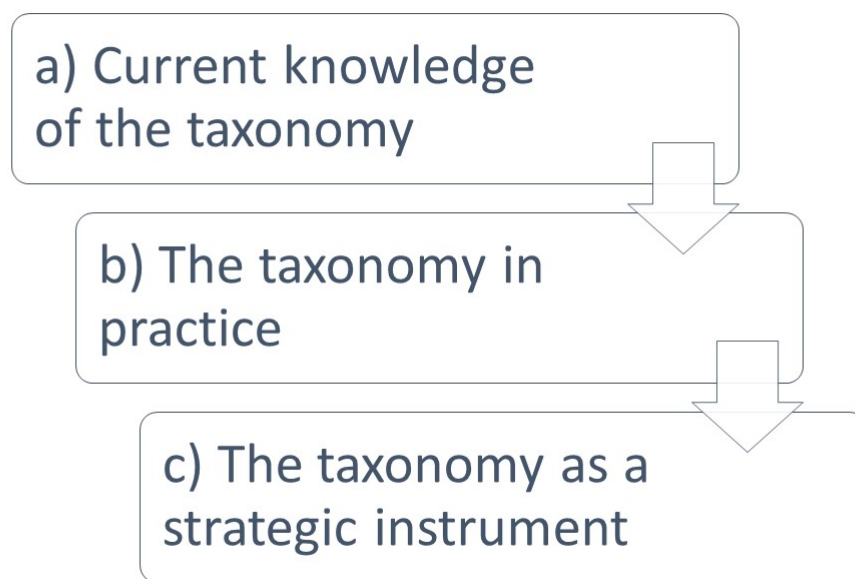 a) Current knowledge
of the taxonomy
b) The taxonomy in
practice
c) The taxonomy as a
strategic instrument